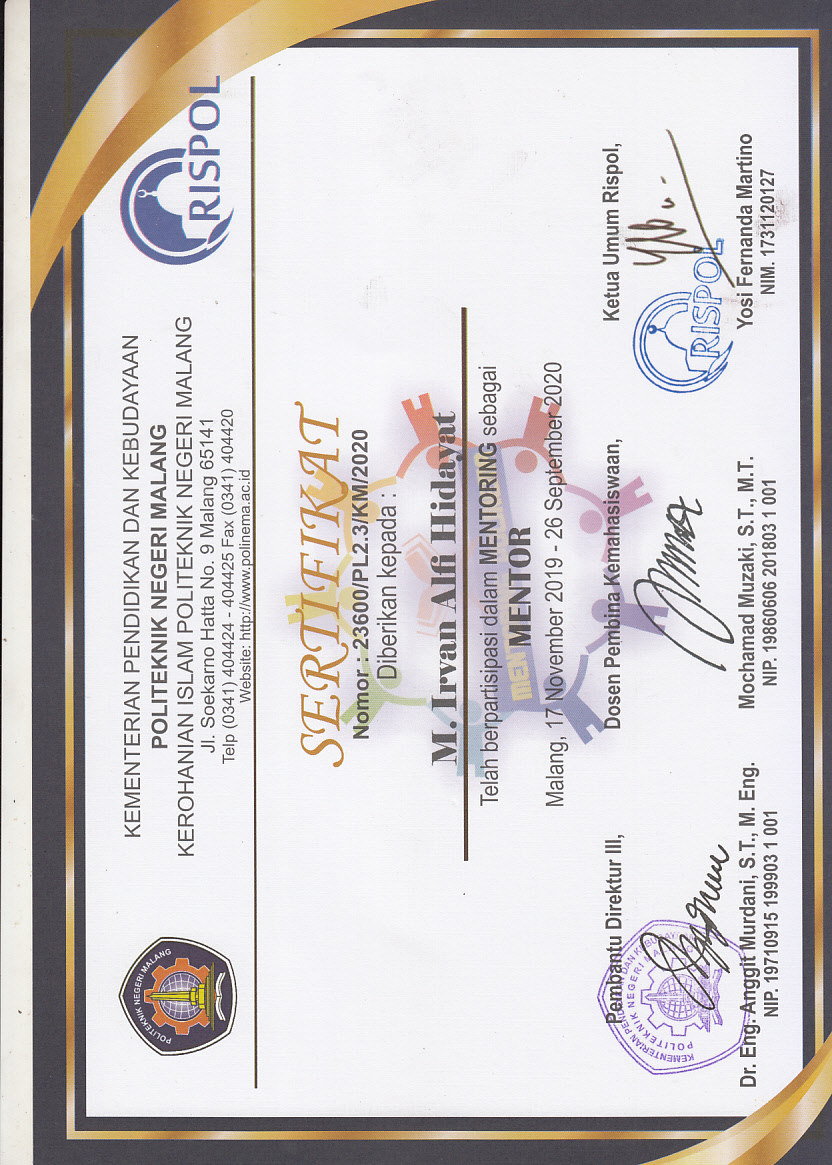 KEMENTERIAN PENDIDIKAN DAN KEBUDAYAAN
POLITEKNIK NEGERI MALANG
KEROHANIAN ISLAM POLITEKNIK NEGERI MALANG
Jl. Soekarno Hatta No. 9 Malang 65141
Telp (0341) 404424 - 404425 Fax (0341) 404420
Website: http://www.polinema.ac.id
POLITEKNIK NEGERI MALANG
RISPOL
SERTIFIKAT
Nomor : 23600/PL2.3/KM/2020
Diberikan kepada :
M. Irvan Alfi Hidayat
Telah berpartisipasi dalam MENTORING sebagai
MENTOR
MEN
Malang, 17 November 2019 - 26 September 2020
Pembantu Direktur III,
KEMENTERIAN PENDIDIKAN DAN KEBUDAYAAN
POLITEKNIK NEGERI MALANG
Dr. Eng. Anggit Murdani, S.T., M. Eng.
NIP. 19710915 199903 1 001
Dosen Pembina Kemahasiswaan,
Mochamad Muzaki, S.T., M.T.
NIP. 19860606 201803 1 001
Ketua Umum Rispol,
RISPOL
Yosi Fernanda Martino
NIM. 1731120127